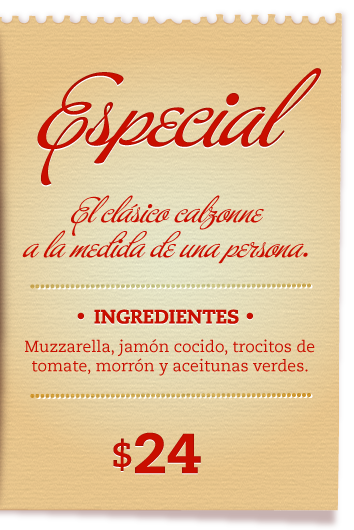 Especial
El clásico calzonne
a la medida de una persona.
• INGREDIENTES •
Muzzarella, jamón cocido, trocitos de
tomate, morrón y aceitunas verdes.
$24